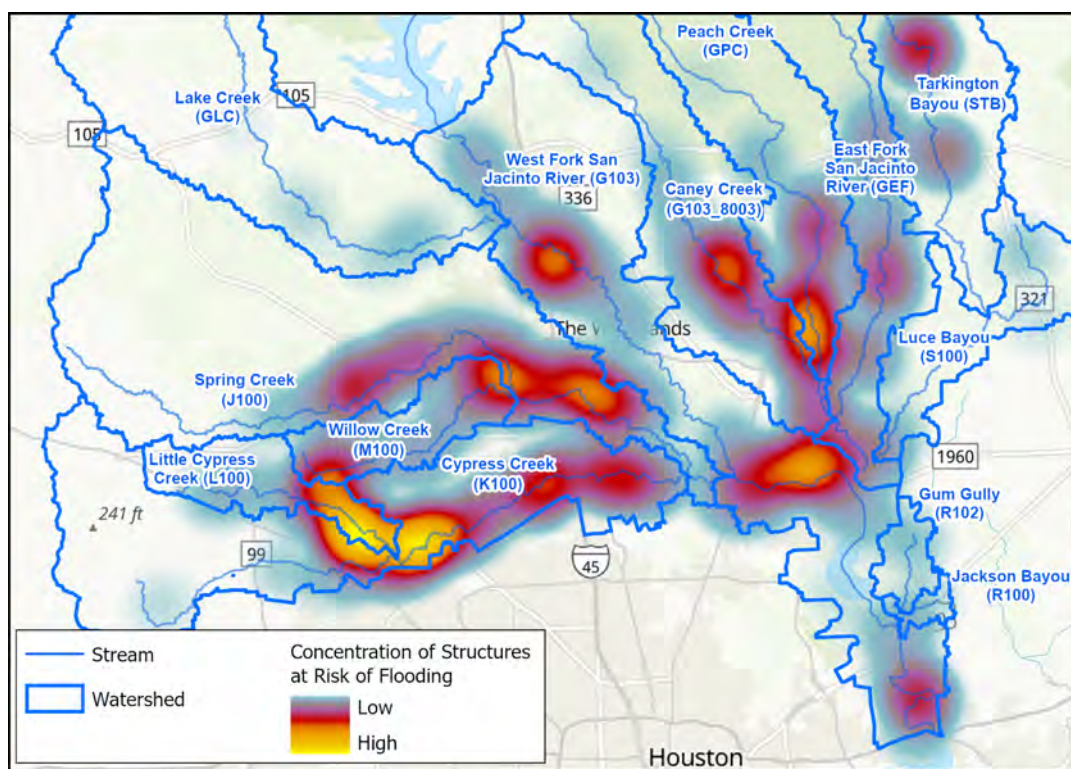 Peach Creek
(GPC)
Tarkington
Bayou (STB)
Lake Creek
(GLC)
105
105
West Fork San
Jacinto River (G103)
336
Caney Creek
(G103_8003)
East Fork
San Jacinto
River (GEF)
321
Luce Bayou
(S100)
Spring Creek
(J100)
Willow Creek
(M100)
Little Cypress
Creek (L100)
Cypress Creek
(K100)
1960
Gum Gully
(R102)
241 ft
99
45
Jackson Bayou
(R100)
Houston
Stream
Watershed
Concentration of Structures
at Risk of Flooding
Low
High